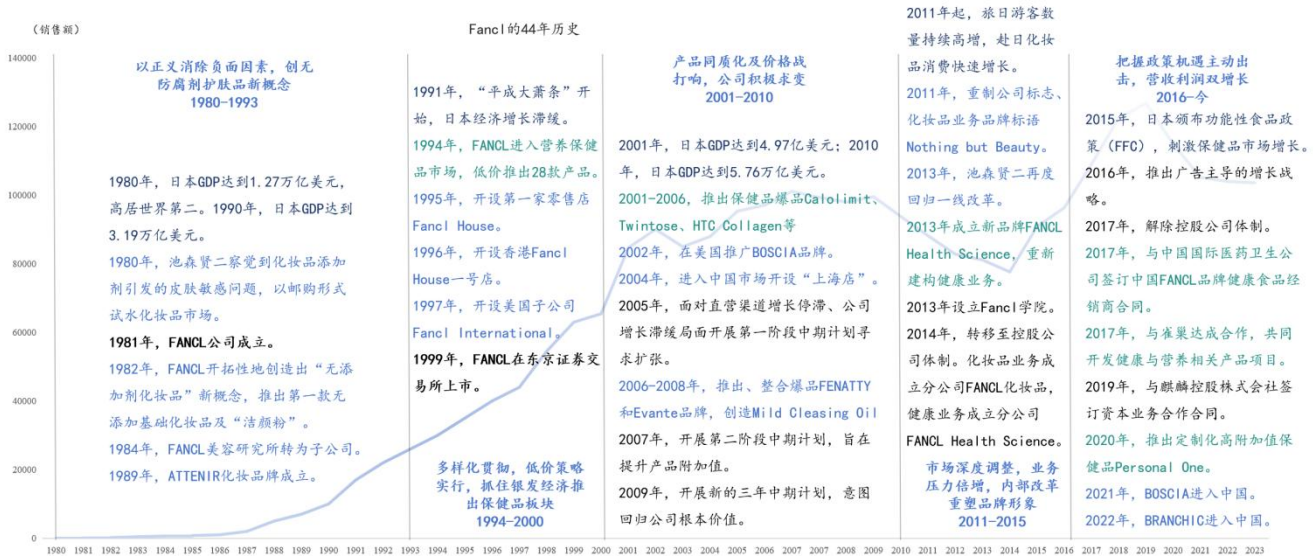 （销售额）
Fancl的44年历史
140000
120000
100000
80000
60000
40000
20000
0
以正义消除负面因素，创无
防腐剂护肤品新概念
1980-1993
1980年，日本GDP达到1.27万亿美元，
高居世界第二。1990年，日本GDP达到
3.19万亿美元。
1980年，池森贤二察觉到化妆品添加
剂引发的皮肤敏感问题，以邮购形式
试水化妆品市场。
1981年，FANCL公司成立。
1982年，FANCL开拓性地创造出“无添
加剂化妆品”新概念，推出第一款无
添加基础化妆品及“洁颜粉”。
1984年，FANCL美容研究所转为子公司。
1989年，ATTENIR化妆品牌成立。
1991年，“平成大萧条”开
始，日本经济增长滞缓。
1994年，FANCL进入营养保健
品市场，低价推出28款产品。
1995年，开设第一家零售店
Fancl House。
1996年，开设香港Fancl
House一号店。
1997年，开设美国子公司
Fancl International。
1999年，FANCL在东京证券交
易所上市。
多样化贯彻，低价策略
实行，抓住银发经济推
出保健品板块
1994-2000
产品同质化及价格战
打响，公司积极求变
2001-2010
2001年，日本GDP达到4.97亿美元；2010
年，日本GDP达到5.76万亿美元。
2001-2006，推出保健品爆品Calolimit、
Twintose、HTC Collagen等
2002年，在美国推广BOSCIA品牌。
2004年，进入中国市场开设“上海店”。
2005年，面对直营渠道增长停滞、公司
增长滞缓局面开展第一阶段中期计划寻
求扩张。
2006-2008年，推出、整合爆品FENATTY
和Evante品牌，创造Mild Cleasing Oil
2007年，开展第二阶段中期计划，旨在
提升产品附加值。
2009年，开展新的三年中期计划，意图
回归公司根本价值。
2011年起，旅日游客数
量持续高增，赴日化妆
品消费快速增长。
2011年，重制公司标志、
化妆品业务品牌标语
Nothing but Beauty。
2013年，池森贤二再度
回归一线改革。
2013年成立新品牌FANCL
Health Science，重新
建构健康业务。
2013年设立Fancl学院。
2014年，转移至控股公
司体制。化妆品业务成
立分公司FANCL化妆品，
健康业务成立分公司
FANCL Health Science。
市场深度调整，业务
压力倍增，内部改革
重塑品牌形象
2011-2015
把握政策机遇主动出
击，营收利润双增长
2016-今
2015年，日本颁布功能性食品政
策（FFC），刺激保健品市场增长。
2016年，推出广告主导的增长战
略。
2017年，解除控股公司体制。
2017年，与中国国际医药卫生公
司签订中国FANCL品牌健康食品经
销商合同。
2017年，与雀巢达成合作，共同
开发健康与营养相关产品项目。
2019年，与麒麟控股株式会社签
订资本业务合作合同。
2020年，推出定制化高附加值保
健品Personal One。
2021年，BOSCIA进入中国。
2022年，BRANCHIC进入中国。
1980 1981 1982 1983 1984 1985 1986 1987 1988 1989 1990 1991 1992 1993 1994 1995 1996 1997 1998 1999 2000 2001 2002 2003 2004 2005 2006 2007 2008 2009 2010 2011 2012 2013 2014 2015 2016 2017 2018 2019 2020 2021 2022 2023